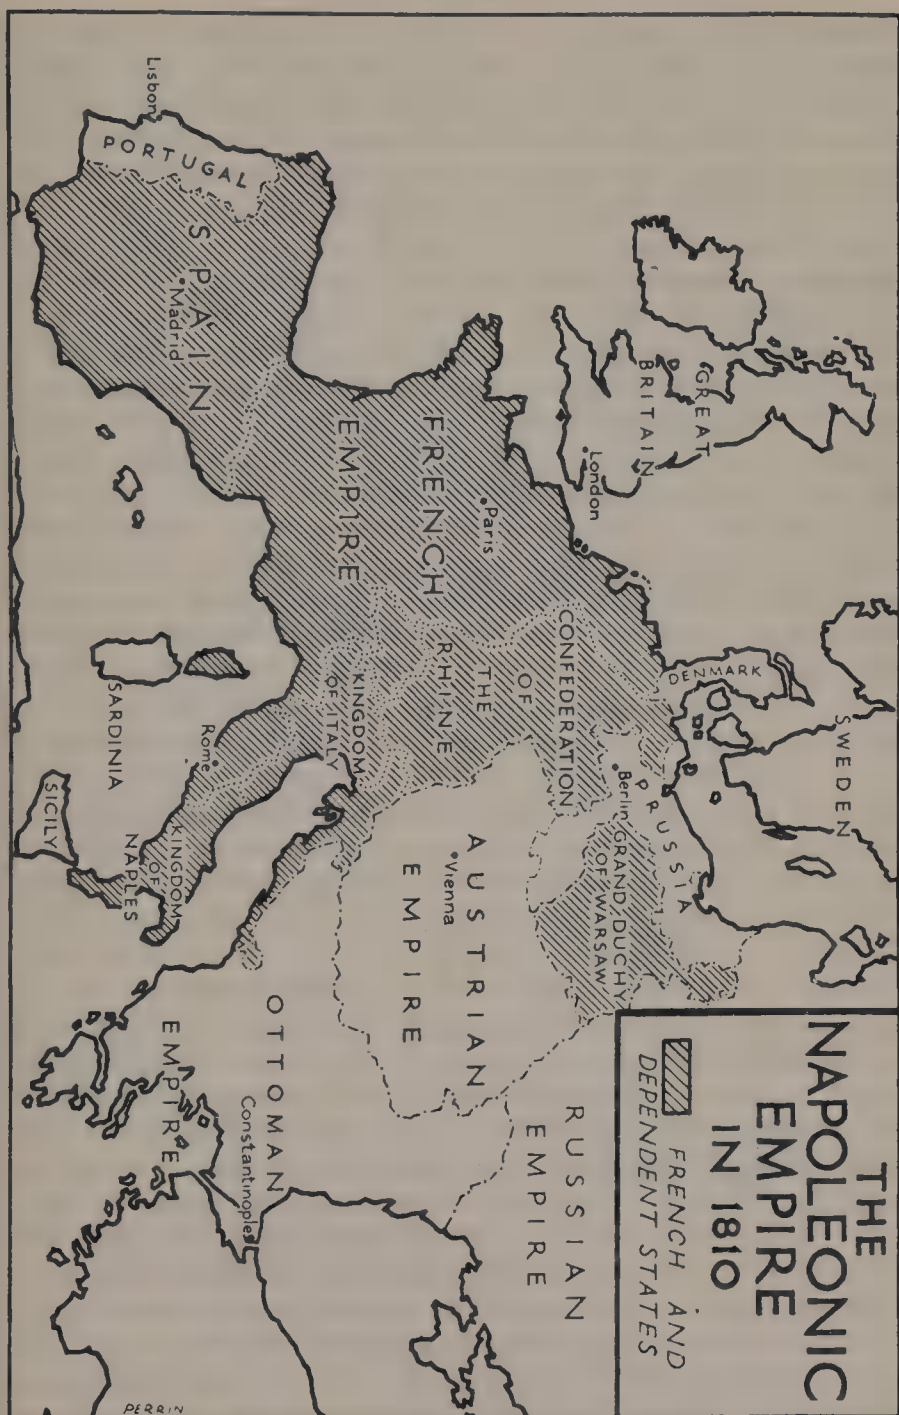 THE
NAPOLEONIC
EMPIRE
IN 1810
FRENCH AND
DEPENDENT STATES
SWEDEN
DENMARK
GREAT
BRITAIN
London
PRUSSIA
Berlin
GRAND DUCHY
OF WARSAW
RUSSIAN
EMPIRE
CONFEDERATION
OF
THE
RHINE
Paris
FRENCH
EMPIRE
AUSTRIAN
EMPIRE
Vienna
KINGDOM
OF ITALY
OTTOMAN
EMPIRE
Constantinople
SPAIN
Madrid
PORTUGAL
Lisbon
Rome
KINGDOM
OF
NAPLES
SARDINIA
SICILY
PERRIN